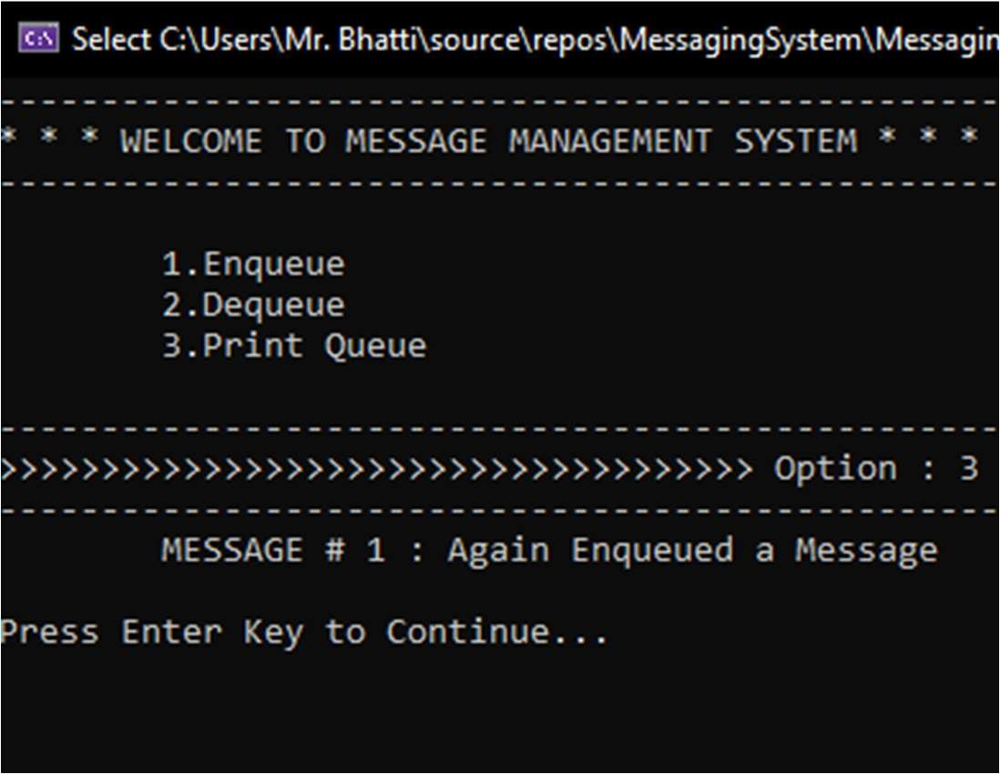 Select C:\Users\Mr. Bhatti\source\repos\MessagingSystem\Messagin
--------------------------------------------------
* * * WELCOME TO MESSAGE MANAGEMENT SYSTEM * * *
--------------------------------------------------
1.Enqueue
2.Dequeue
3.Print Queue
--------------------------------------------------
>>>>>>>>>>>>>>>>>>>>>>>>>>>>>>>>>>>>> Option : 3
--------------------------------------------------
MESSAGE # 1 : Again Enqueued a Message
Press Enter Key to Continue...